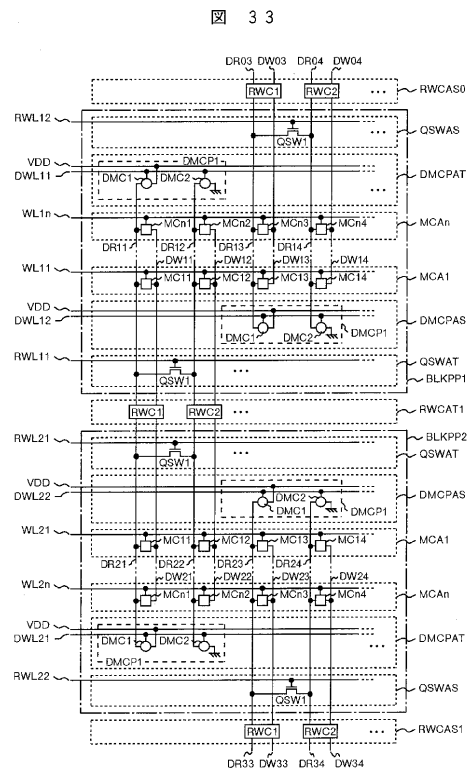 図 33
DR03 DW03 DR04 DW04
RWC1 RWC2 ... RWCAS0
RWL12
QSW1 ... QSWAS
VDD DMCP1
DWL11 DMC1 DMC2 ... DMCPAT
WL1n MCn1 MCn2 MCn3 MCn4 MCAn
DR11 DR12 DR13 DR14
DW11 DW12 DW13 DW14
WL11 MC11 MC12 MC13 MC14 MCA1
VDD
DWL12 ... DMCPAS
DMC1 DMC2 DMCP1
RWL11
QSW1 ... QSWAT
BLKPP1
RWC1 RWC2 ... RWCAT1
RWL21 BLKPP2
QSW1 ... QSWAT
VDD
DWL22 DMC2 ... DMCPAS
DMC1 DMCP1
WL21 MC11 MC12 MC13 MC14 MCA1
DR21 DR22 DR23 DR24
DW21 DW22 DW23 DW24
WL2n MCn1 MCn2 MCn3 MCn4 MCAn
VDD
DWL21 DMC1 DMC2 ... DMCPAT
DMCP1
RWL22
QSW1 ... QSWAS
RWC1 RWC2 ... RWCAS1
DR33 DW33 DR34 DW34